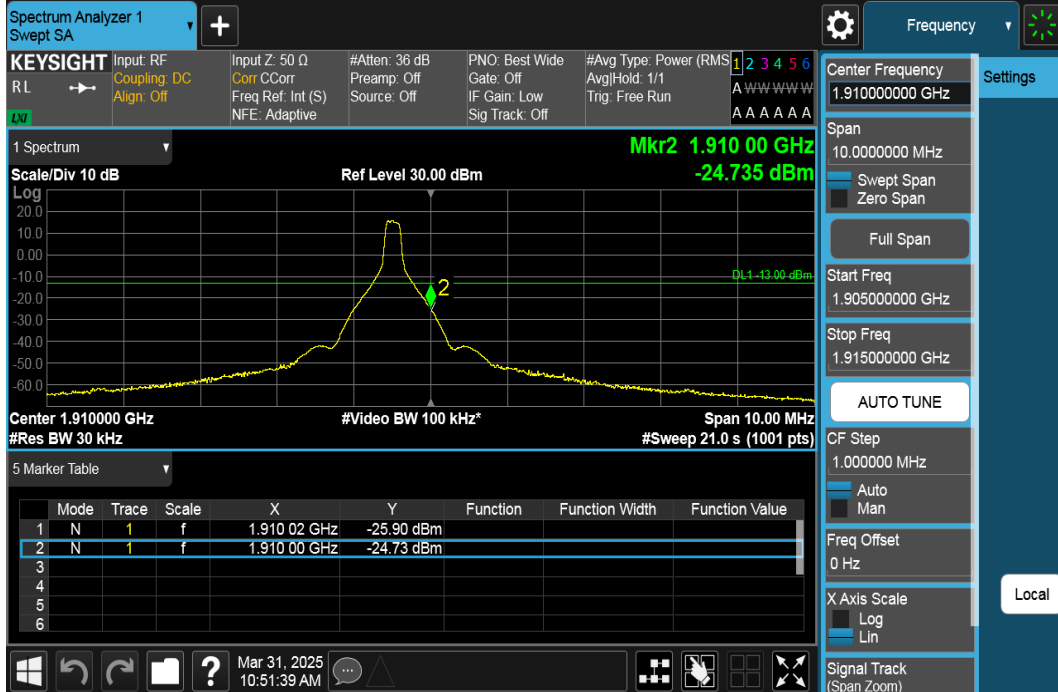 Spectrum Analyzer 1
Swept SA
Frequency
KEYSIGHT
RL
LXI
Input: RF
Coupling: DC
Align: Off
Input Z: 50 Ω
Corr CCorr
Freq Ref: Int (S)
NFE: Adaptive
#Atten: 36 dB
Preamp: Off
Source: Off
PNO: Best Wide
Gate: Off
IF Gain: Low
Sig Track: Off
#Avg Type: Power (RMS
Avg|Hold: 1/1
Trig: Free Run
1 2 3 4 5 6
A W W W W W
A A A A A A
1 Spectrum
Mkr2 1.910 00 GHz
-24.735 dBm
Scale/Div 10 dB
Ref Level 30.00 dBm
Log
20.0
10.0
0.00
-10.0
-20.0
-30.0
-40.0
-50.0
-60.0
DL1 -13.00 dBm
2
Center 1.910000 GHz
#Video BW 100 kHz*
Span 10.00 MHz
#Res BW 30 kHz
#Sweep 21.0 s (1001 pts)
5 Marker Table
Mode Trace Scale X Y Function Function Width Function Value
1 N 1 f 1.910 02 GHz -25.90 dBm
2 N 1 f 1.910 00 GHz -24.73 dBm
3
4
5
6
?
Mar 31, 2025
10:51:39 AM
Center Frequency
1.910000000 GHz
Settings
Span
10.0000000 MHz
Swept Span
Zero Span
Full Span
Start Freq
1.905000000 GHz
Stop Freq
1.915000000 GHz
AUTO TUNE
CF Step
1.000000 MHz
Auto
Man
Freq Offset
0 Hz
X Axis Scale
Log
Lin
Local
Signal Track
(Span Zoom)